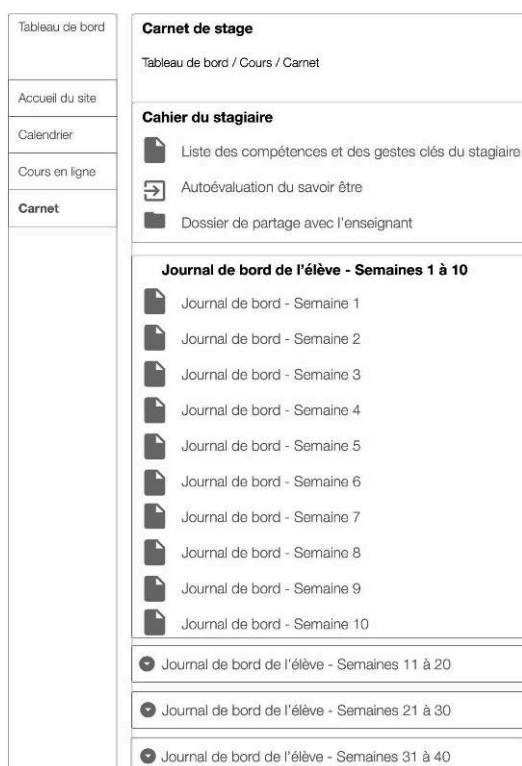 Tableau de bord
Accueil du site
Calendrier
Cours en ligne
Carnet
Carnet de stage
Tableau de bord / Cours / Carnet
Cahier du stagiaire
Liste des compétences et des gestes clés du stagiaire
Autoévaluation du savoir être
Dossier de partage avec l'enseignant
Journal de bord de l'élève - Semaines 1 à 10
Journal de bord - Semaine 1
Journal de bord - Semaine 2
Journal de bord - Semaine 3
Journal de bord - Semaine 4
Journal de bord - Semaine 5
Journal de bord - Semaine 6
Journal de bord - Semaine 7
Journal de bord - Semaine 8
Journal de bord - Semaine 9
Journal de bord - Semaine 10
Journal de bord de l'élève - Semaines 11 à 20
Journal de bord de l'élève - Semaines 21 à 30
Journal de bord de l'élève - Semaines 31 à 40